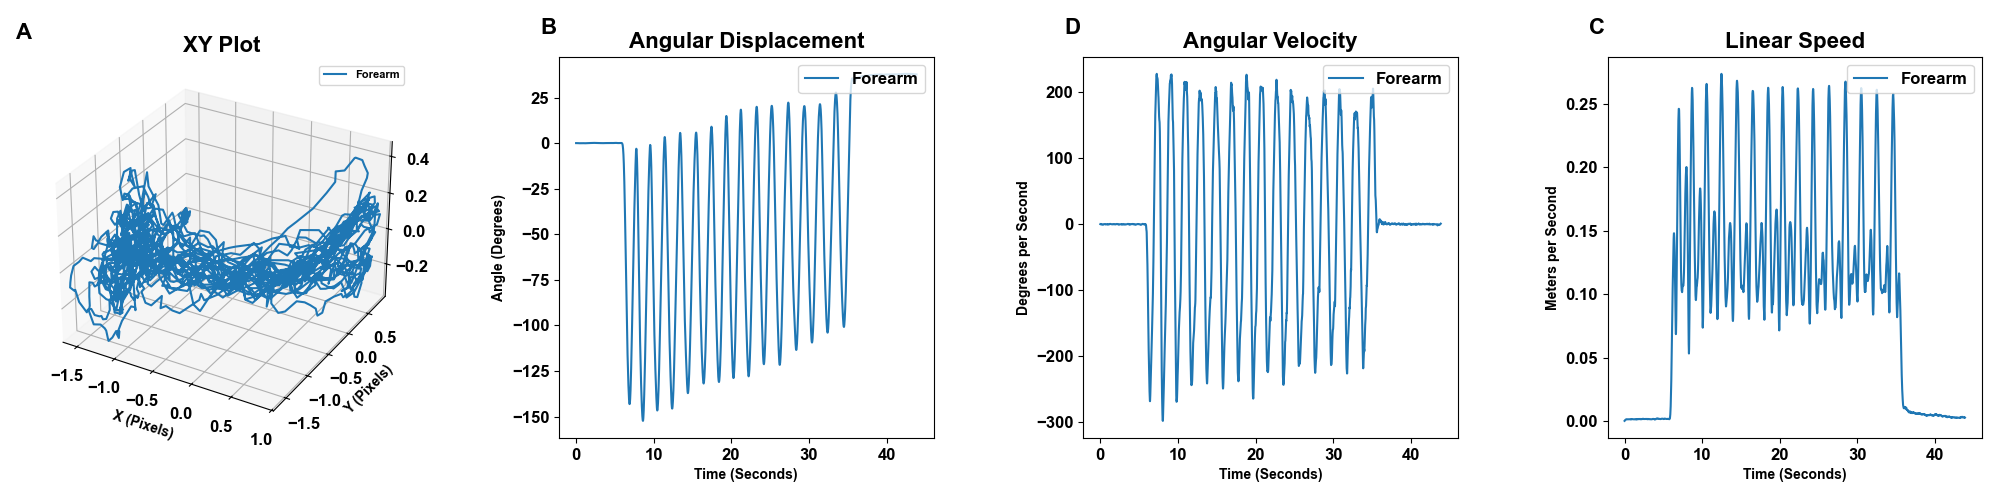 A
XY Plot
Forearm
0.4
0.2
0.0
−0.2
0.5
0.0
−0.5
−1.0
−1.5
Y (Pixels)
−1.5
−1.0
−0.5
0.0
0.5
1.0
X (Pixels)
B
Angular Displacement
Forearm
25
0
−25
−50
−75
−100
−125
−150
Angle (Degrees)
0 10 20 30 40
Time (Seconds)
D
Angular Velocity
Forearm
200
100
0
−100
−200
−300
Degrees per Second
0 10 20 30 40
Time (Seconds)
C
Linear Speed
Forearm
0.25
0.20
0.15
0.10
0.05
0.00
Meters per Second
0 10 20 30 40
Time (Seconds)